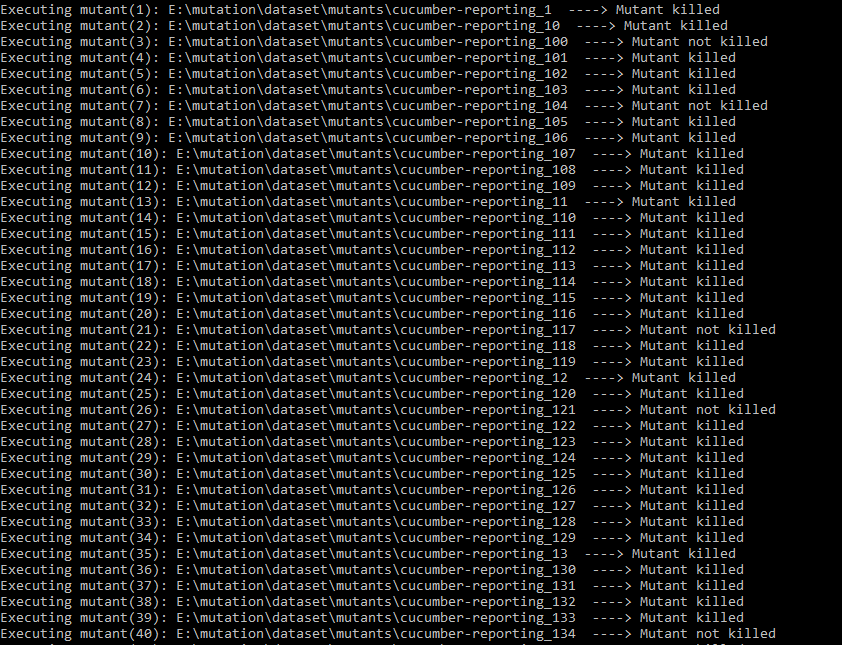 Executing mutant(1): E:\mutation\dataset\mutants\cucumber-reporting_1  ----> Mutant killed
Executing mutant(2): E:\mutation\dataset\mutants\cucumber-reporting_10  ----> Mutant killed
Executing mutant(3): E:\mutation\dataset\mutants\cucumber-reporting_100  ----> Mutant not killed
Executing mutant(4): E:\mutation\dataset\mutants\cucumber-reporting_101  ----> Mutant killed
Executing mutant(5): E:\mutation\dataset\mutants\cucumber-reporting_102  ----> Mutant killed
Executing mutant(6): E:\mutation\dataset\mutants\cucumber-reporting_103  ----> Mutant killed
Executing mutant(7): E:\mutation\dataset\mutants\cucumber-reporting_104  ----> Mutant not killed
Executing mutant(8): E:\mutation\dataset\mutants\cucumber-reporting_105  ----> Mutant killed
Executing mutant(9): E:\mutation\dataset\mutants\cucumber-reporting_106  ----> Mutant killed
Executing mutant(10): E:\mutation\dataset\mutants\cucumber-reporting_107  ----> Mutant killed
Executing mutant(11): E:\mutation\dataset\mutants\cucumber-reporting_108  ----> Mutant killed
Executing mutant(12): E:\mutation\dataset\mutants\cucumber-reporting_109  ----> Mutant killed
Executing mutant(13): E:\mutation\dataset\mutants\cucumber-reporting_11  ----> Mutant killed
Executing mutant(14): E:\mutation\dataset\mutants\cucumber-reporting_110  ----> Mutant killed
Executing mutant(15): E:\mutation\dataset\mutants\cucumber-reporting_111  ----> Mutant killed
Executing mutant(16): E:\mutation\dataset\mutants\cucumber-reporting_112  ----> Mutant killed
Executing mutant(17): E:\mutation\dataset\mutants\cucumber-reporting_113  ----> Mutant killed
Executing mutant(18): E:\mutation\dataset\mutants\cucumber-reporting_114  ----> Mutant killed
Executing mutant(19): E:\mutation\dataset\mutants\cucumber-reporting_115  ----> Mutant killed
Executing mutant(20): E:\mutation\dataset\mutants\cucumber-reporting_116  ----> Mutant killed
Executing mutant(21): E:\mutation\dataset\mutants\cucumber-reporting_117  ----> Mutant not killed
Executing mutant(22): E:\mutation\dataset\mutants\cucumber-reporting_118  ----> Mutant killed
Executing mutant(23): E:\mutation\dataset\mutants\cucumber-reporting_119  ----> Mutant killed
Executing mutant(24): E:\mutation\dataset\mutants\cucumber-reporting_12  ----> Mutant killed
Executing mutant(25): E:\mutation\dataset\mutants\cucumber-reporting_120  ----> Mutant killed
Executing mutant(26): E:\mutation\dataset\mutants\cucumber-reporting_121  ----> Mutant not killed
Executing mutant(27): E:\mutation\dataset\mutants\cucumber-reporting_122  ----> Mutant killed
Executing mutant(28): E:\mutation\dataset\mutants\cucumber-reporting_123  ----> Mutant killed
Executing mutant(29): E:\mutation\dataset\mutants\cucumber-reporting_124  ----> Mutant killed
Executing mutant(30): E:\mutation\dataset\mutants\cucumber-reporting_125  ----> Mutant killed
Executing mutant(31): E:\mutation\dataset\mutants\cucumber-reporting_126  ----> Mutant killed
Executing mutant(32): E:\mutation\dataset\mutants\cucumber-reporting_127  ----> Mutant killed
Executing mutant(33): E:\mutation\dataset\mutants\cucumber-reporting_128  ----> Mutant killed
Executing mutant(34): E:\mutation\dataset\mutants\cucumber-reporting_129  ----> Mutant killed
Executing mutant(35): E:\mutation\dataset\mutants\cucumber-reporting_13  ----> Mutant killed
Executing mutant(36): E:\mutation\dataset\mutants\cucumber-reporting_130  ----> Mutant killed
Executing mutant(37): E:\mutation\dataset\mutants\cucumber-reporting_131  ----> Mutant killed
Executing mutant(38): E:\mutation\dataset\mutants\cucumber-reporting_132  ----> Mutant killed
Executing mutant(39): E:\mutation\dataset\mutants\cucumber-reporting_133  ----> Mutant killed
Executing mutant(40): E:\mutation\dataset\mutants\cucumber-reporting_134  ----> Mutant not killed